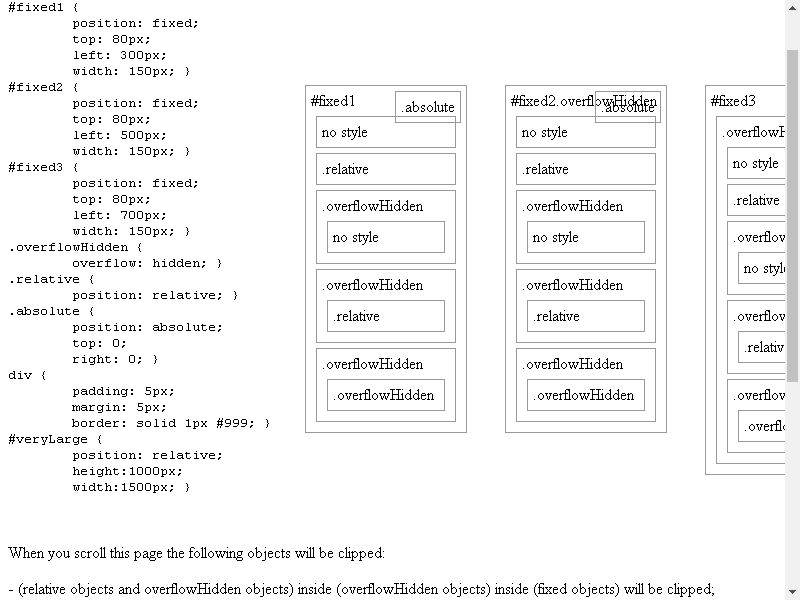 #fixed1 {
position: fixed;
top: 80px;
left: 300px;
width: 150px; }
#fixed2 {
position: fixed;
top: 80px;
left: 500px;
width: 150px; }
#fixed3 {
position: fixed;
top: 80px;
left: 700px;
width: 150px; }
.overflowHidden {
overflow: hidden; }
.relative {
position: relative; }
.absolute {
position: absolute;
top: 0;
right: 0; }
div {
padding: 5px;
margin: 5px;
border: solid 1px #999; }
#veryLarge {
position: relative;
height:1000px;
width:1500px; }
#fixed1
.absolute
no style
.relative
.overflowHidden
no style
.overflowHidden
.relative
.overflowHidden
.overflowHidden
#fixed2.overflowHidden
.absolute
no style
.relative
.overflowHidden
no style
.overflowHidden
.relative
.overflowHidden
.overflowHidden
#fixed3
.overflowH
no style
.relative
.overflow
no style
.overflow
.relativ
.overflow
.overfl
When you scroll this page the following objects will be clipped:
- (relative objects and overflowHidden objects) inside (overflowHidden objects) inside (fixed objects) will be clipped;